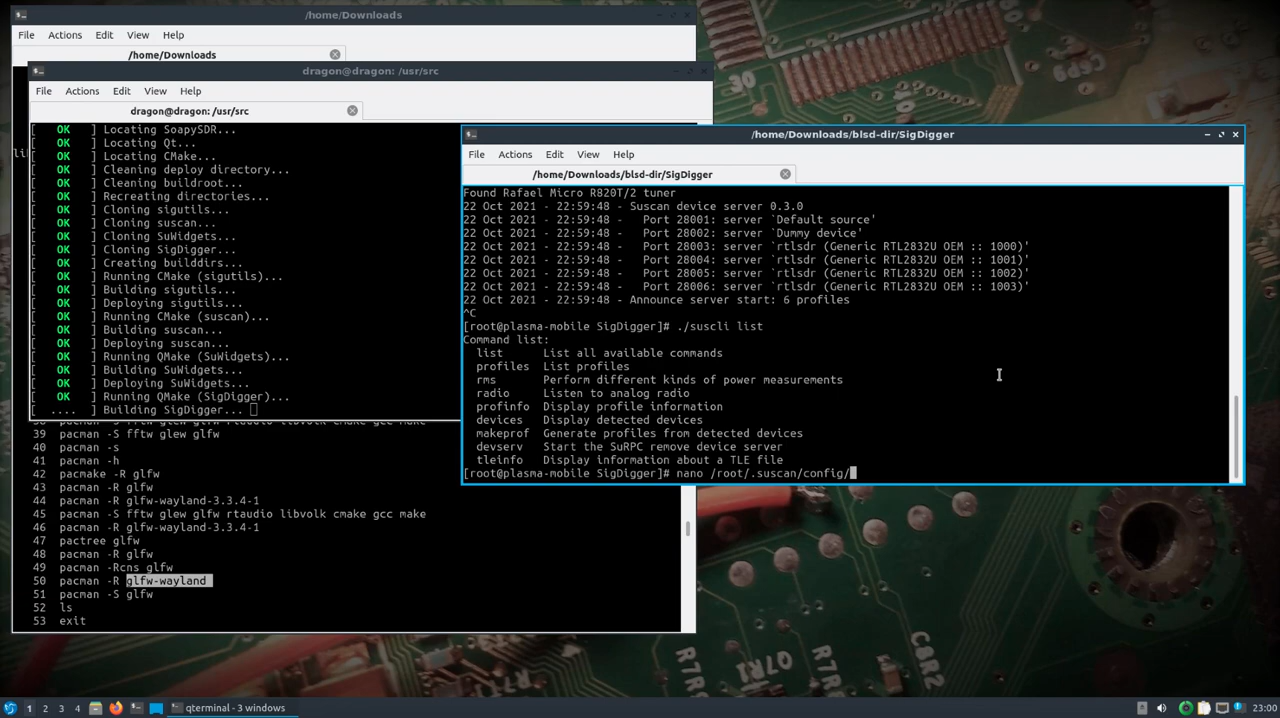 /home/Downloads
File Actions Edit View Help
/home/Downloads
dragon@dragon: /usr/src
File Actions Edit View Help
dragon@dragon: /usr/src
[ OK ] Locating SoapySDR...
[ OK ] Locating Qt...
[ OK ] Locating CMake...
[ OK ] Cleaning deploy directory...
[ OK ] Cleaning buildroot...
[ OK ] Recreating directories...
[ OK ] Cloning sigutils...
[ OK ] Cloning suscan...
[ OK ] Cloning SuWidgets...
[ OK ] Cloning SigDigger...
[ OK ] Creating builddirs...
[ OK ] Running CMake (sigutils)...
[ OK ] Building sigutils...
[ OK ] Deploying sigutils...
[ OK ] Running CMake (suscan)...
[ OK ] Building suscan...
[ OK ] Deploying suscan...
[ OK ] Running QMake (SuWidgets)...
[ OK ] Building SuWidgets...
[ OK ] Deploying SuWidgets...
[ OK ] Running QMake (SigDigger)...
[ .... ] Building SigDigger...
/home/Downloads/blsd-dir/SigDigger
File Actions Edit View Help
/home/Downloads/blsd-dir/SigDigger
Found Rafael Micro R820T/2 tuner
22 Oct 2021 - 22:59:48 - Suscan device server 0.3.0
22 Oct 2021 - 22:59:48 -   Port 28001: server `Default source'
22 Oct 2021 - 22:59:48 -   Port 28002: server `Dummy device'
22 Oct 2021 - 22:59:48 -   Port 28003: server `rtlsdr (Generic RTL2832U OEM :: 1000)'
22 Oct 2021 - 22:59:48 -   Port 28004: server `rtlsdr (Generic RTL2832U OEM :: 1001)'
22 Oct 2021 - 22:59:48 -   Port 28005: server `rtlsdr (Generic RTL2832U OEM :: 1002)'
22 Oct 2021 - 22:59:48 -   Port 28006: server `rtlsdr (Generic RTL2832U OEM :: 1003)'
22 Oct 2021 - 22:59:48 - Announce server start: 6 profiles
^C
[root@plasma-mobile SigDigger]# ./suscli list
Command list:
list List all available commands
profiles List profiles
rms Perform different kinds of power measurements
radio Listen to analog radio
profinfo Display profile information
devices Display detected devices
makeprof Generate profiles from detected devices
devserv Start the SuRPC remove device server
tleinfo Display information about a TLE file
[root@plasma-mobile SigDigger]# nano /root/.suscan/config/
38 pacman -S fftw glew glfw rtaudio libvolk cmake gcc make
39 pacman -S fftw glew glfw
40 pacman -s
41 pacman -h
42 pacmake -R glfw
43 pacman -R glfw
44 pacman -R glfw-wayland-3.3.4-1
45 pacman -S fftw glew glfw rtaudio libvolk cmake gcc make
46 pacman -R glfw-wayland-3.3.4-1
47 pactree glfw
48 pacman -R glfw
49 pacman -Rcns glfw
50 pacman -R glfw-wayland
51 pacman -S glfw
52 ls
53 exit
1 2 3 4 qterminal - 3 windows 23:00